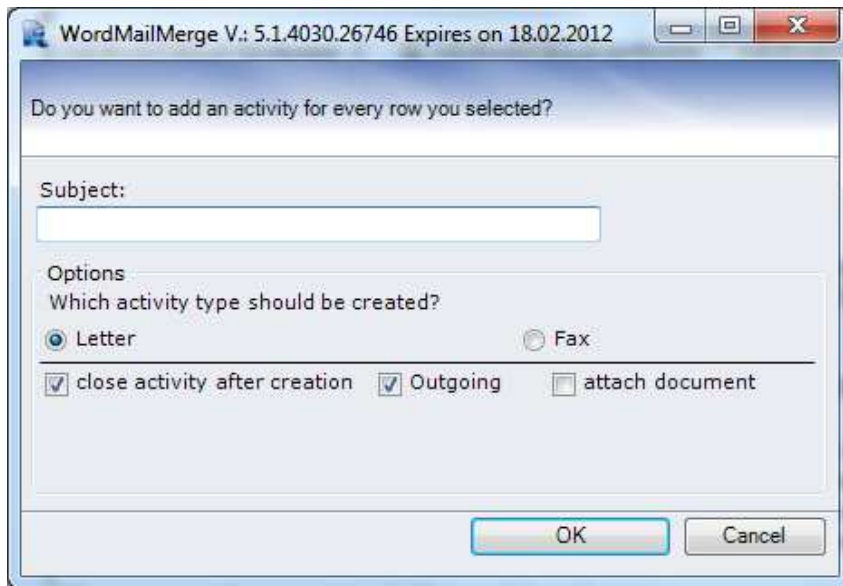 WordMailMerge V.: 5.1.4030.26746 Expires on 18.02.2012
Do you want to add an activity for every row you selected?
Subject:
Options
Which activity type should be created?
Letter Fax
close activity after creation Outgoing attach document
OK Cancel